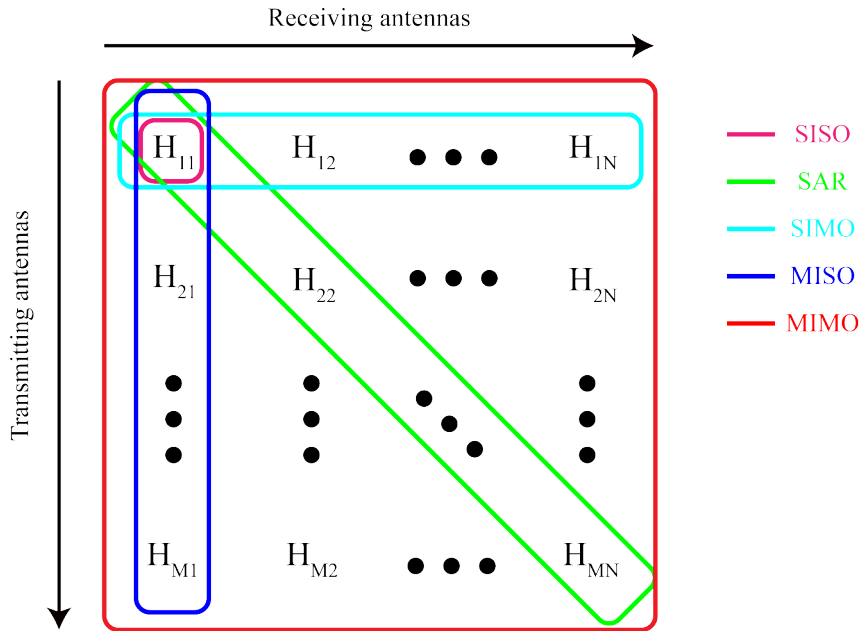 Receiving antennas
Transmitting antennas
H11 H12 ●●● H1N
H21 H22 ●●● H2N
HM1 HM2 ●●● HMN
SISO
SAR
SIMO
MISO
MIMO